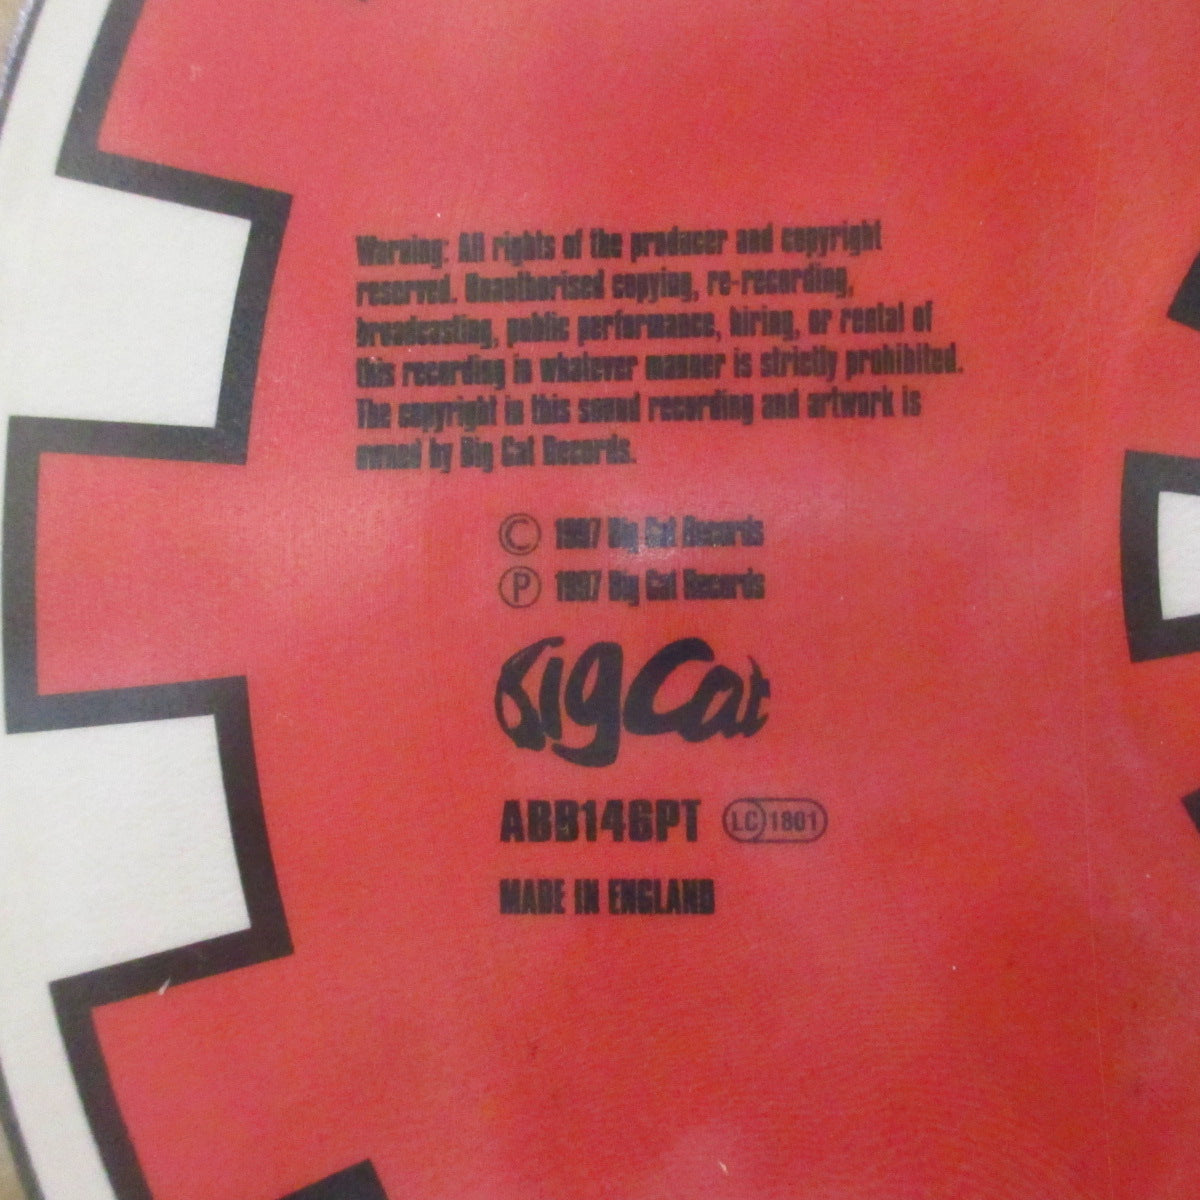 Warning: All rights of the producer and copyright
reserved. Unauthorised copying, re-recording,
broadcasting, public performance, hiring, or rental of
this recording in whatever manner is strictly prohibited.
The copyright in this sound recording and artwork is
owned by Big Cat Records.
© 1997 Big Cat Records
℗ 1997 Big Cat Records
Big Cat
ABB146PT LC 1801
MADE IN ENGLAND